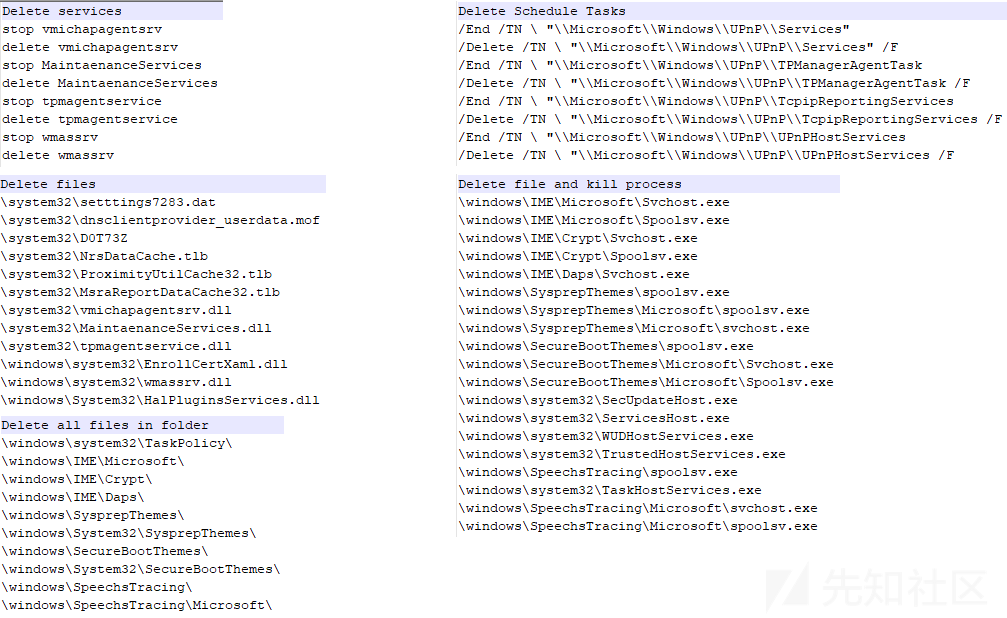 Delete services
stop vmichapagentsrv
delete vmichapagentsrv
stop MaintaenanceServices
delete MaintaenanceServices
stop tpmagentservice
delete tpmagentservice
stop wmassrv
delete wmassrv
Delete files
\system32\setttings7283.dat
\system32\dnsclientprovider_userdata.mof
\system32\D0T73Z
\system32\NrsDataCache.tlb
\system32\ProximityUtilCache32.tlb
\system32\MsraReportDataCache32.tlb
\system32\vmichapagentsrv.dll
\system32\MaintaenanceServices.dll
\system32\tpmagentservice.dll
\windows\system32\EnrollCertXaml.dll
\windows\system32\wmassrv.dll
\windows\System32\HalPluginsServices.dll
Delete all files in folder
\windows\system32\TaskPolicy\
\windows\IME\Microsoft\
\windows\IME\Crypt\
\windows\IME\Daps\
\windows\SysprepThemes\
\windows\System32\SysprepThemes\
\windows\SecureBootThemes\
\windows\System32\SecureBootThemes\
\windows\SpeechsTracing\
\windows\SpeechsTracing\Microsoft\
Delete Schedule Tasks
/End /TN \ "\\Microsoft\\Windows\\UPnP\\Services"
/Delete /TN \ "\\Microsoft\\Windows\\UPnP\\Services" /F
/End /TN \ "\\Microsoft\\Windows\\UPnP\\TPManagerAgentTask
/Delete /TN \ "\\Microsoft\\Windows\\UPnP\\TPManagerAgentTask /F
/End /TN \ "\\Microsoft\\Windows\\UPnP\\TcpipReportingServices
/Delete /TN \ "\\Microsoft\\Windows\\UPnP\\TcpipReportingServices /F
/End /TN \ "\\Microsoft\\Windows\\UPnP\\UPnPHostServices
/Delete /TN \ "\\Microsoft\\Windows\\UPnP\\UPnPHostServices /F
Delete file and kill process
\windows\IME\Microsoft\Svchost.exe
\windows\IME\Microsoft\Spoolsv.exe
\windows\IME\Crypt\Svchost.exe
\windows\IME\Crypt\Spoolsv.exe
\windows\IME\Daps\Svchost.exe
\windows\SysprepThemes\spoolsv.exe
\windows\SysprepThemes\Microsoft\spoolsv.exe
\windows\SysprepThemes\Microsoft\svchost.exe
\windows\SecureBootThemes\spoolsv.exe
\windows\SecureBootThemes\Microsoft\Svchost.exe
\windows\SecureBootThemes\Microsoft\Spoolsv.exe
\windows\system32\SecUpdateHost.exe
\windows\system32\ServicesHost.exe
\windows\system32\WUDHostServices.exe
\windows\system32\TrustedHostServices.exe
\windows\SpeechsTracing\spoolsv.exe
\windows\system32\TaskHostServices.exe
\windows\SpeechsTracing\Microsoft\svchost.exe
\windows\SpeechsTracing\Microsoft\spoolsv.exe
先知社区